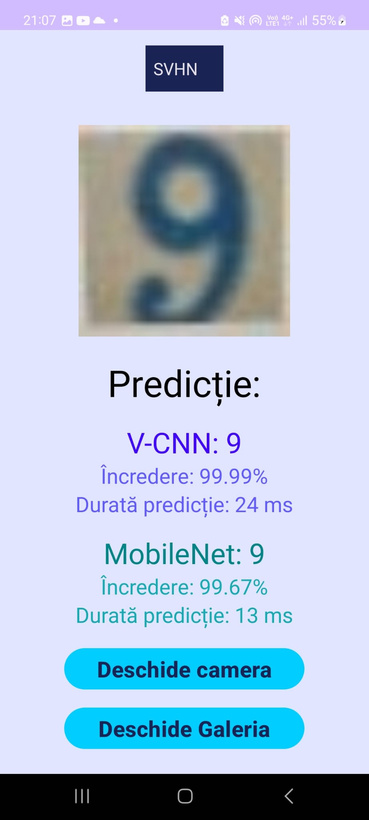 21:07
55%
SVHN
9
Predicție:
V-CNN: 9
Încredere: 99.99%
Durată predicție: 24 ms
MobileNet: 9
Încredere: 99.67%
Durată predicție: 13 ms
Deschide camera
Deschide Galeria